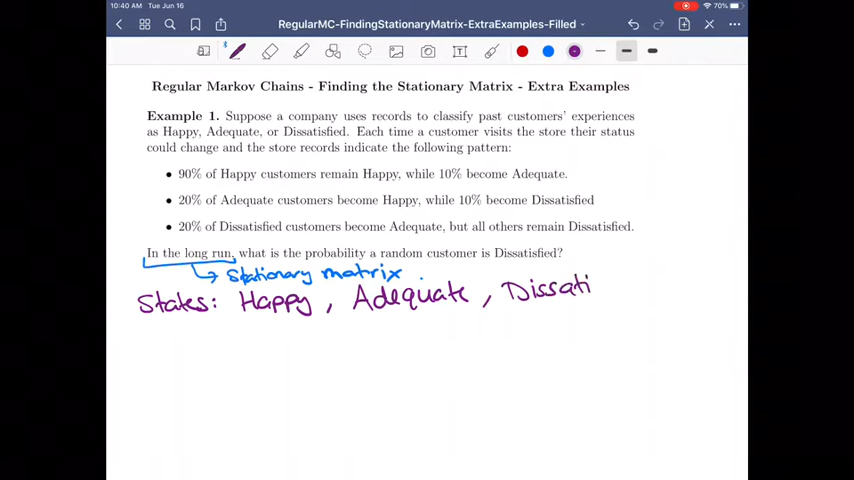 10:40 AM Tue Jun 16
70%
RegularMC-FindingStationaryMatrix-ExtraExamples-Filled
Regular Markov Chains - Finding the Stationary Matrix - Extra Examples
Example 1. Suppose a company uses records to classify past customers' experiences
as Happy, Adequate, or Dissatisfied. Each time a customer visits the store their status
could change and the store records indicate the following pattern:
• 90% of Happy customers remain Happy, while 10% become Adequate.
• 20% of Adequate customers become Happy, while 10% become Dissatisfied
• 20% of Dissatisfied customers become Adequate, but all others remain Dissatisfied.
In the long run, what is the probability a random customer is Dissatisfied?
Stationary matrix
States: Happy, Adequate, Dissati